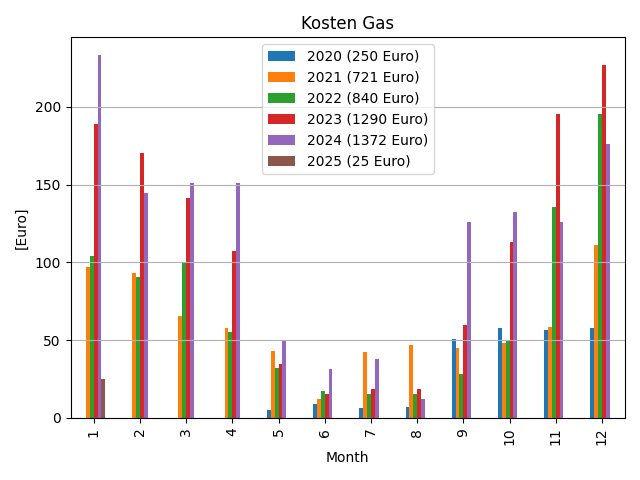 Kosten Gas
2020 (250 Euro)
2021 (721 Euro)
2022 (840 Euro)
2023 (1290 Euro)
2024 (1372 Euro)
2025 (25 Euro)
[Euro]
200
150
100
50
0
1 2 3 4 5 6 7 8 9 10 11 12
Month